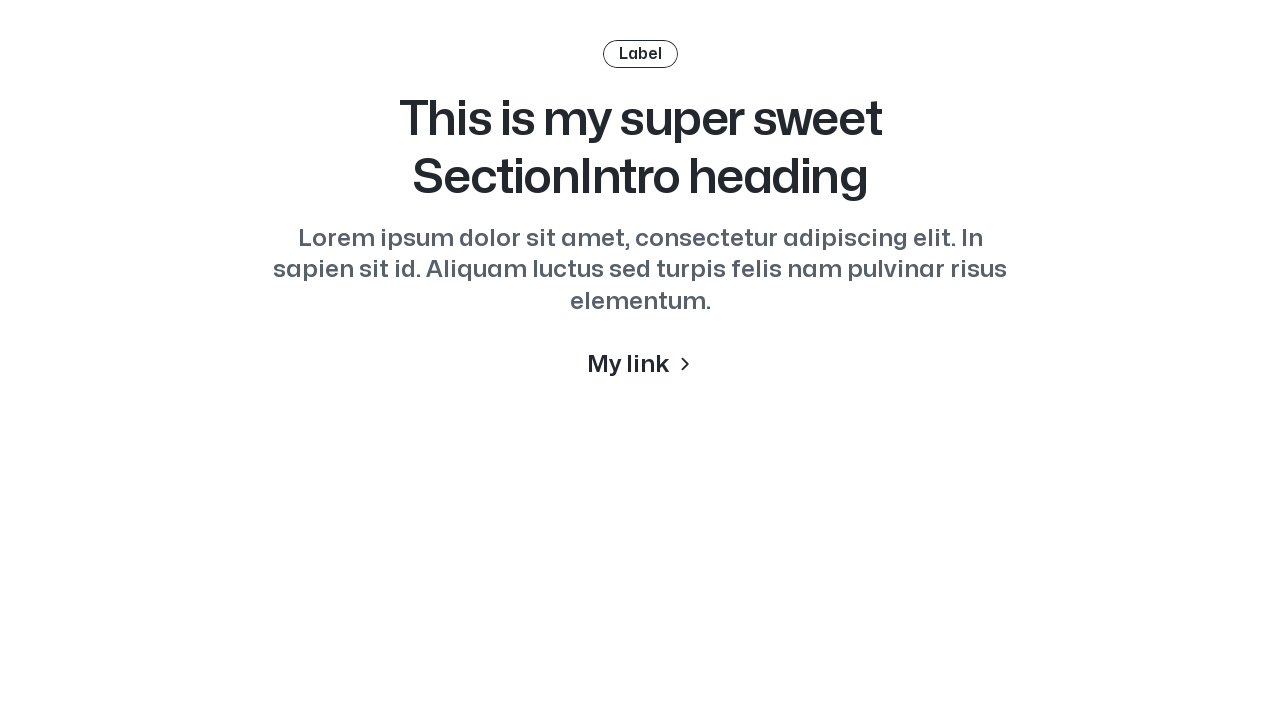 Label
This is my super sweet
SectionIntro heading
Lorem ipsum dolor sit amet, consectetur adipiscing elit. In
sapien sit id. Aliquam luctus sed turpis felis nam pulvinar risus
elementum.
My link